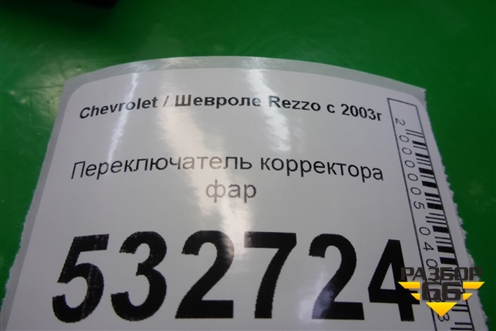 Chevrolet / Шевроле Rezzo с 2003г
Переключатель корректора
фар
532724
РАЗБОР
66